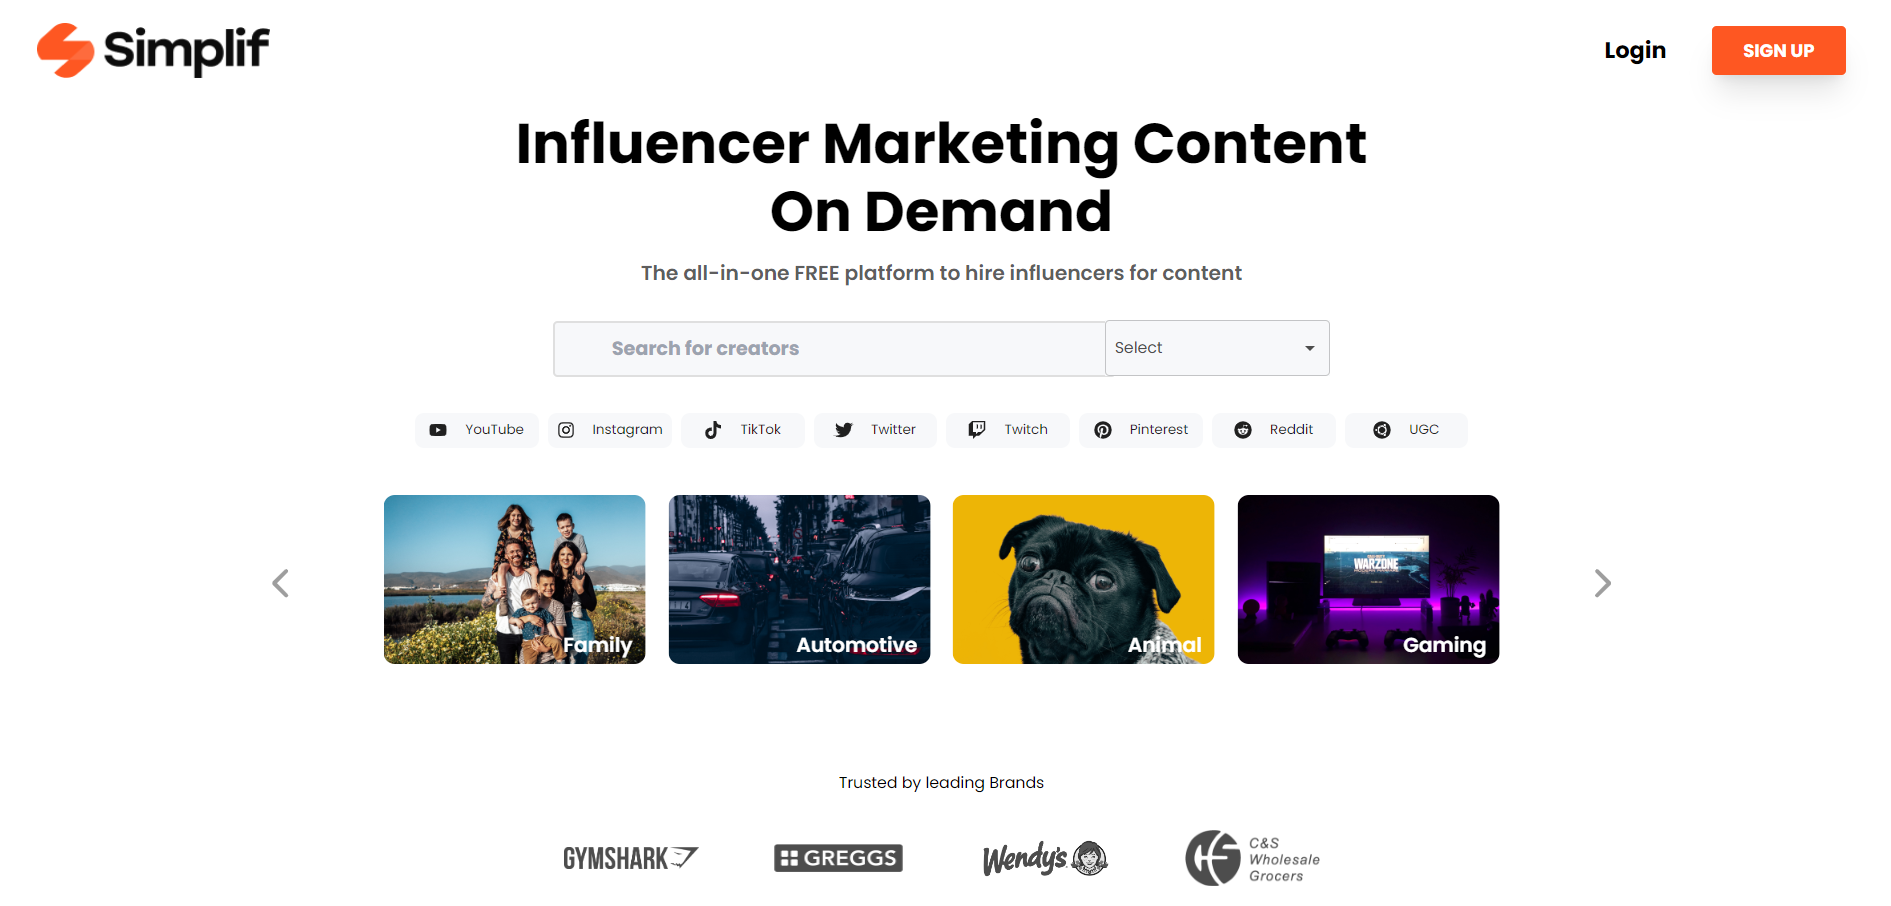 Simplif
Login
SIGN UP
Influencer Marketing Content
On Demand
The all-in-one FREE platform to hire influencers for content
Search for creators
Select
YouTube
Instagram
TikTok
Twitter
Twitch
Pinterest
Reddit
UGC
WARZONE
Family
Automotive
Animal
Gaming
Trusted by leading Brands
GYMSHARK
GREGGS
Wendy's
C&S
Wholesale
Grocers